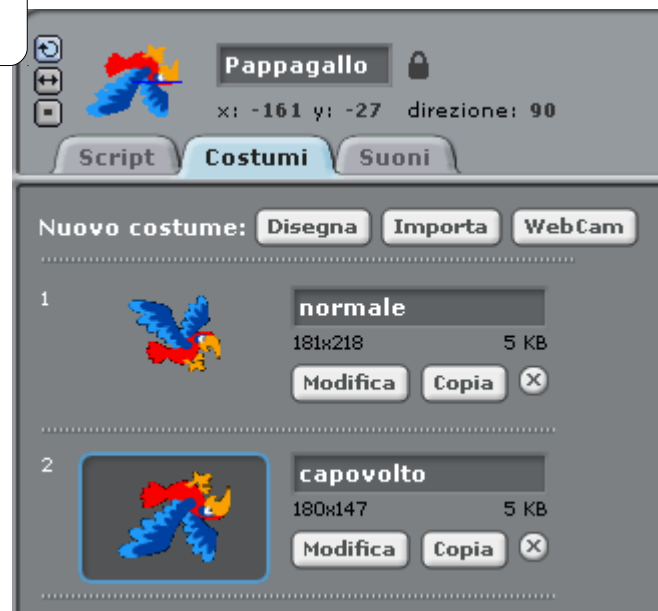 Pappagallo
x: -161 y: -27 direzione: 90
Script Costumi Suoni
Nuovo costume: Disegna Importa WebCam
1
normale
181x218 5 KB
Modifica Copia
2
capovolto
180x147 5 KB
Modifica Copia